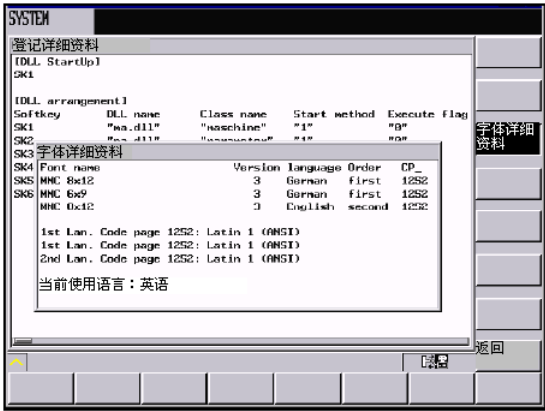 SYSTEM
登记详细资料
[DLL StartUp]
SK1
[DLL arrangement]
Softkey DLL name Class name Start method Execute flag
SK1 "ma.dll" "maschine" "1" "0"
SK2
SK3
SK4
SK5
SK6
字体详细资料
Font name Version language Order CP_
MNC 8x12 3 German first 1252
MNC 6x9 3 German first 1252
MNC 8x12 3 English second 1252
1st Lan. Code page 1252: Latin 1 (ANSI)
1st Lan. Code page 1252: Latin 1 (ANSI)
2nd Lan. Code page 1252: Latin 1 (ANSI)
当前使用语言：英语
字体详细
资料
返回